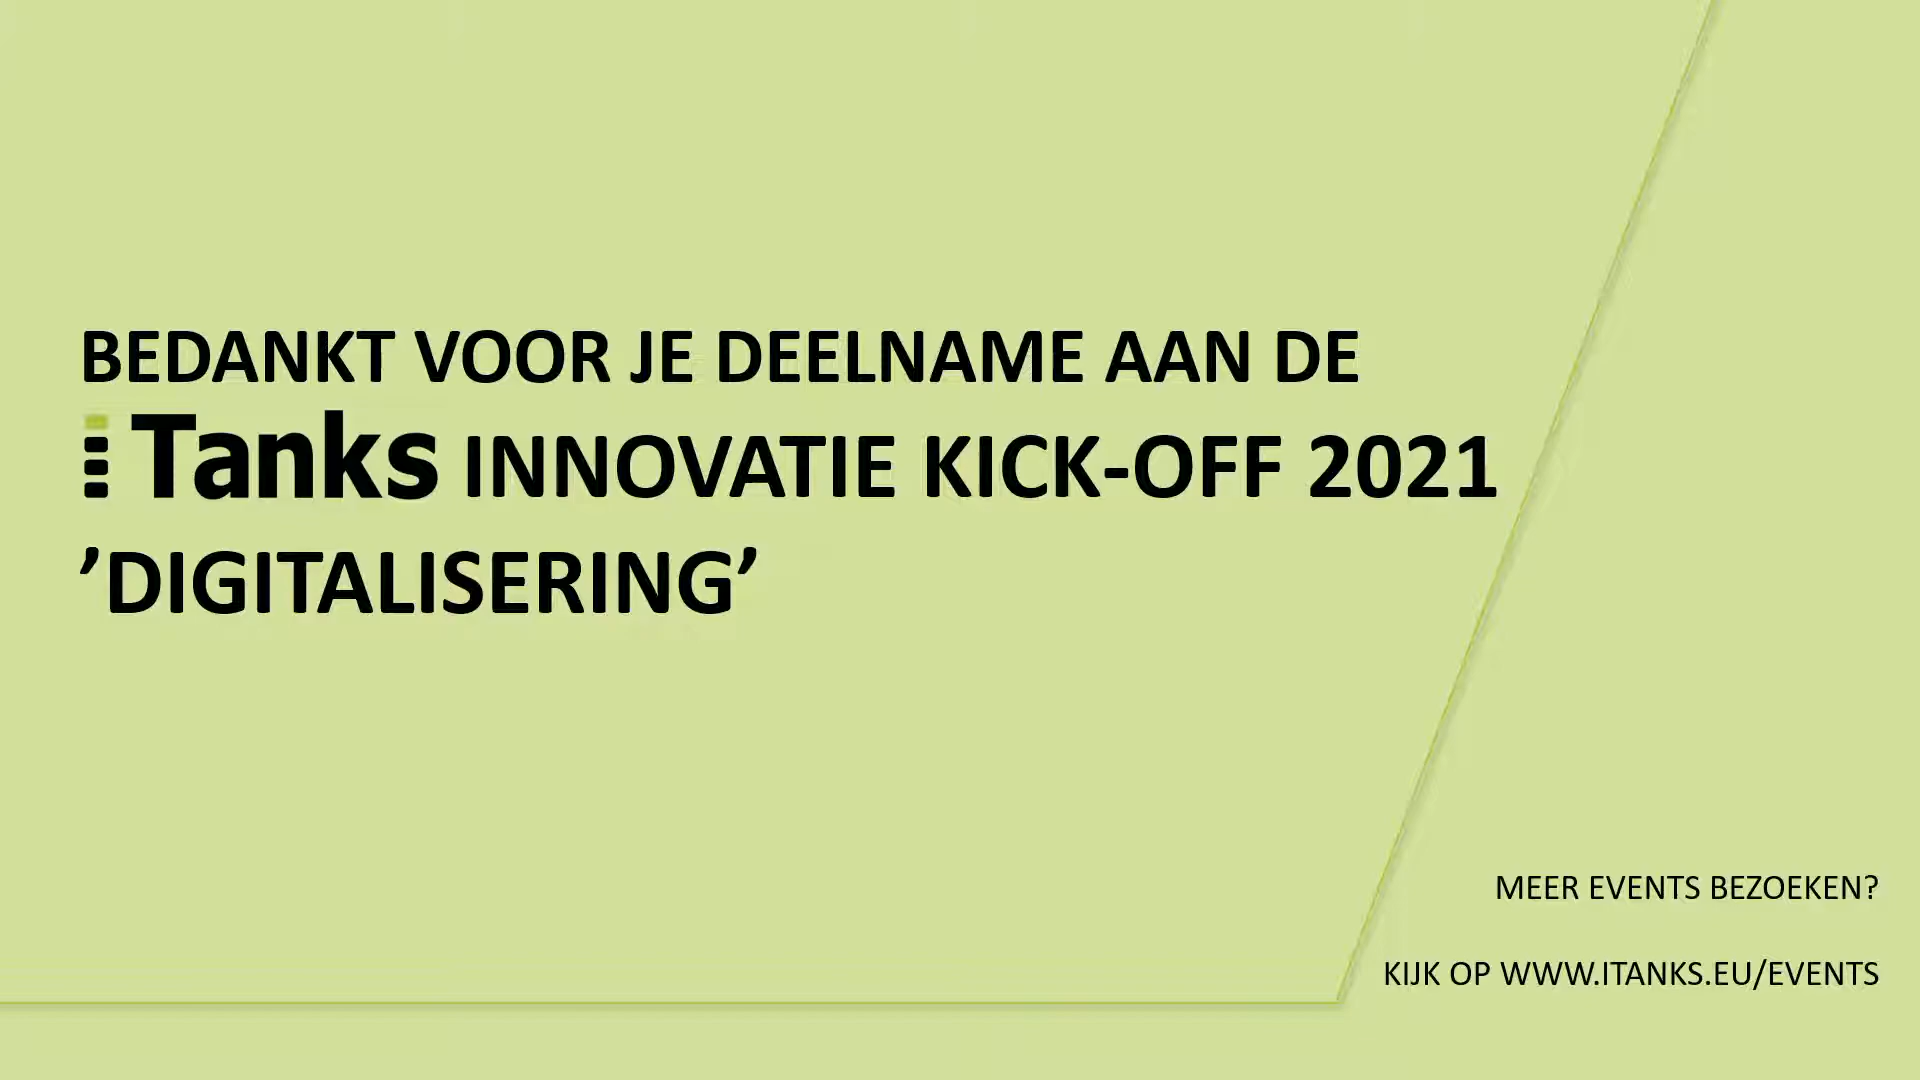 BEDANKT VOOR JE DEELNAME AAN DE
iTanks INNOVATIE KICK-OFF 2021
’DIGITALISERING’
MEER EVENTS BEZOEKEN?
KIJK OP WWW.ITANKS.EU/EVENTS